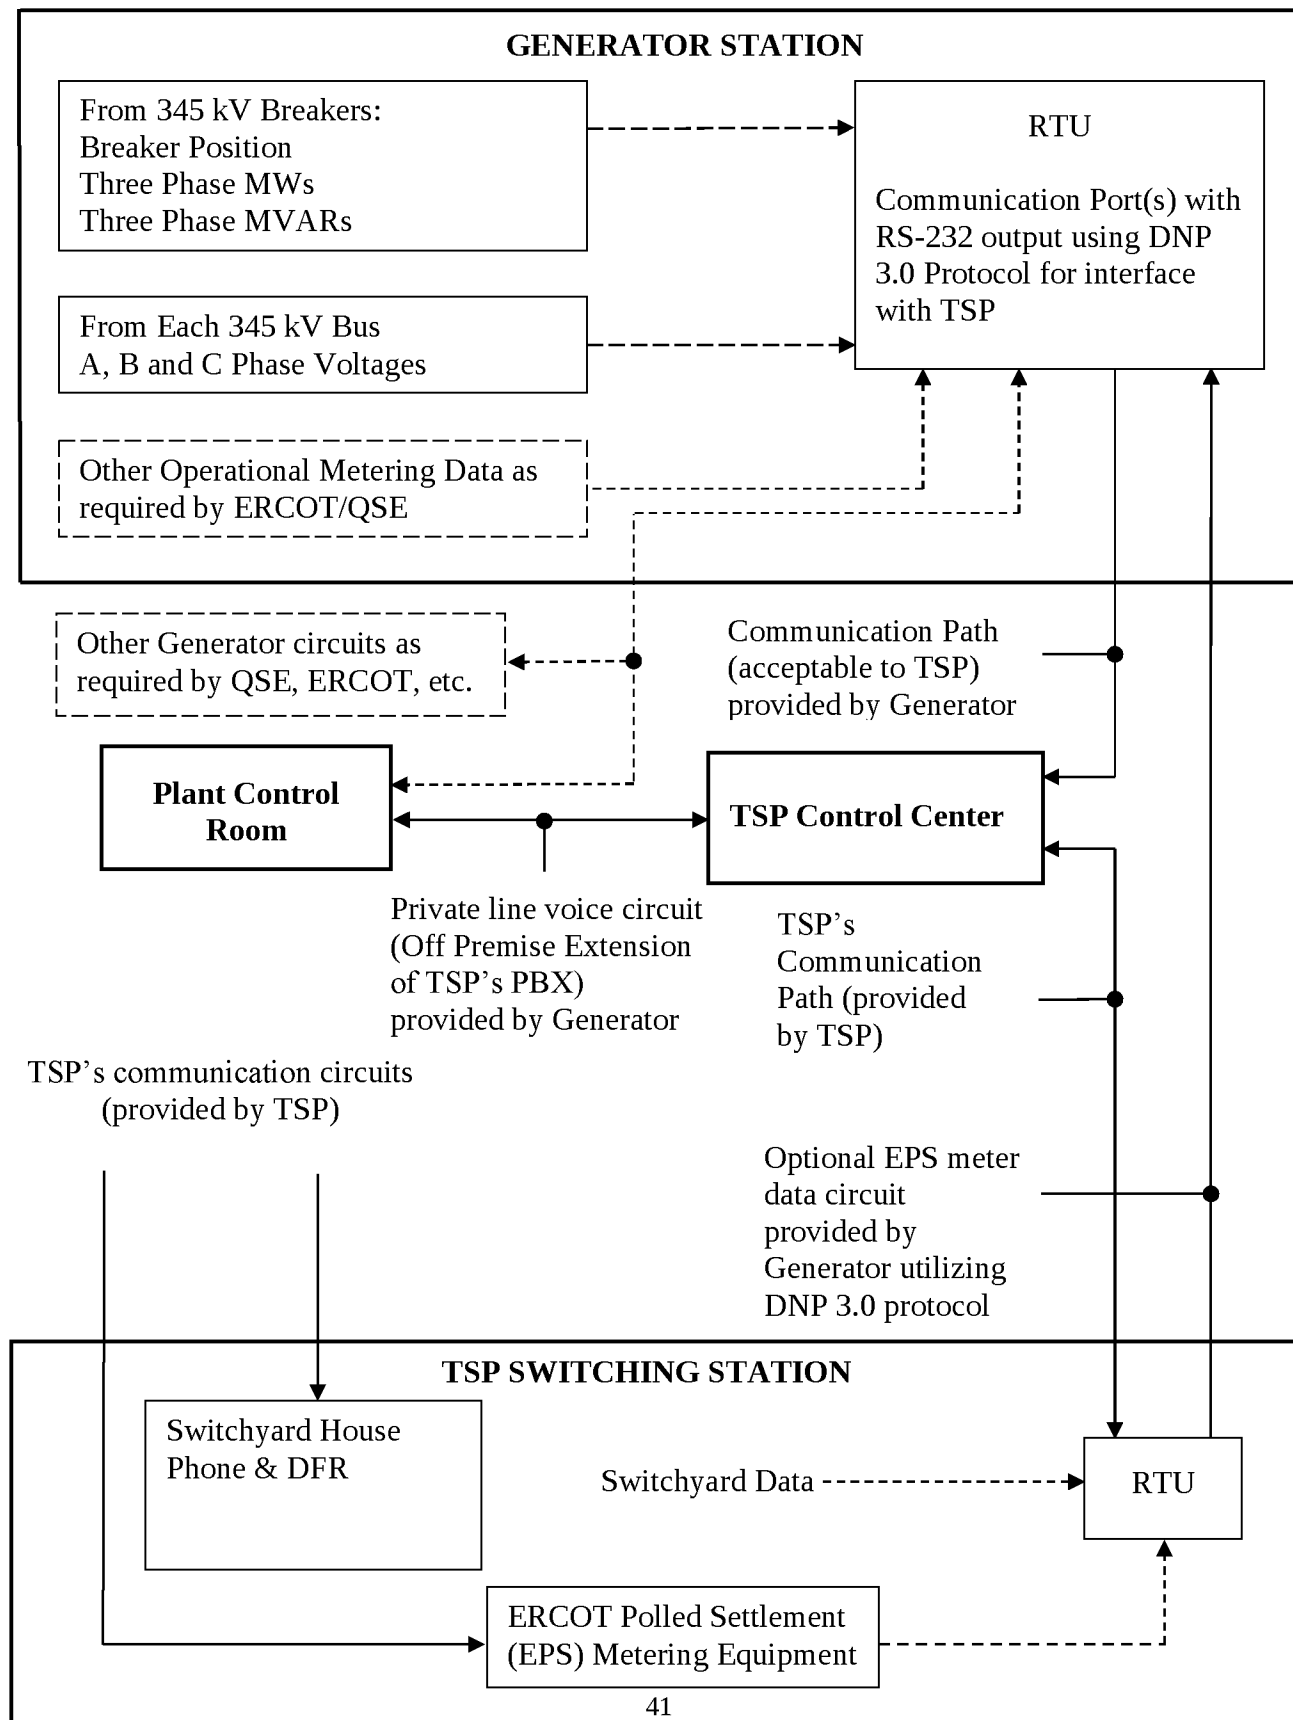 GENERATOR STATION
From 345 kV Breakers:
Breaker Position
Three Phase MWs
Three Phase MVARs
RTU
Communication Port(s) with
RS-232 output using DNP
3.0 Protocol for interface
with TSP
From Each 345 kV Bus
A, B and C Phase Voltages
Other Operational Metering Data as
required by ERCOT/QSE
Other Generator circuits as
required by QSE, ERCOT, etc.
Communication Path
(acceptable to TSP)
provided by Generator
Plant Control
Room
TSP Control Center
Private line voice circuit
(Off Premise Extension
of TSP’s PBX)
provided by Generator
TSP’s
Communication
Path (provided
by TSP)
TSP’s communication circuits
(provided by TSP)
Optional EPS meter
data circuit
provided by
Generator utilizing
DNP 3.0 protocol
TSP SWITCHING STATION
Switchyard House
Phone & DFR
Switchyard Data
RTU
ERCOT Polled Settlement
(EPS) Metering Equipment
41